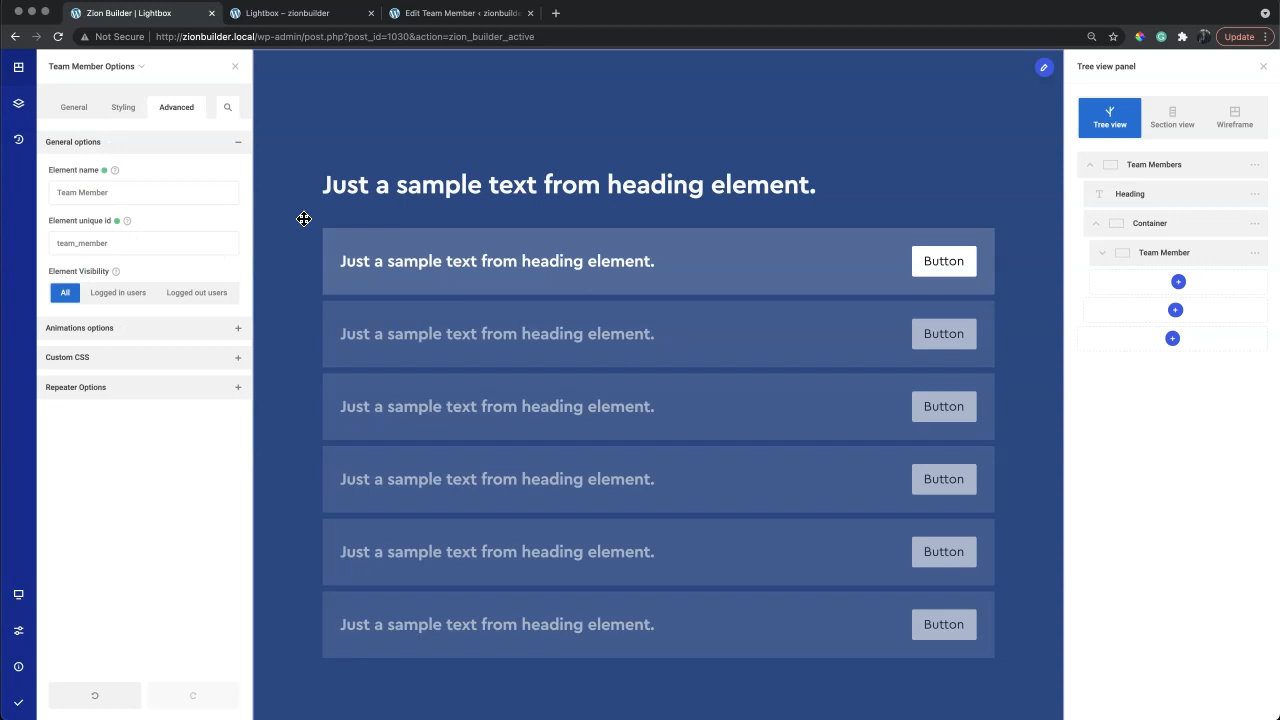 Zion Builder | Lightbox
Lightbox – zionbuilder
Edit Team Member ‹ zionbuilde
Not Secure | http://zionbuilder.local/wp-admin/post.php?post_id=1030&action=zion_builder_active
Update
Team Member Options
General
Styling
Advanced
General options
Element name
Team Member
Element unique id
team_member
Element Visibility
All
Logged in users
Logged out users
Animations options
Custom CSS
Repeater Options
Just a sample text from heading element.
Just a sample text from heading element.
Button
Just a sample text from heading element.
Button
Just a sample text from heading element.
Button
Just a sample text from heading element.
Button
Just a sample text from heading element.
Button
Just a sample text from heading element.
Button
Tree view panel
Tree view
Section view
Wireframe
Team Members
Heading
Container
Team Member